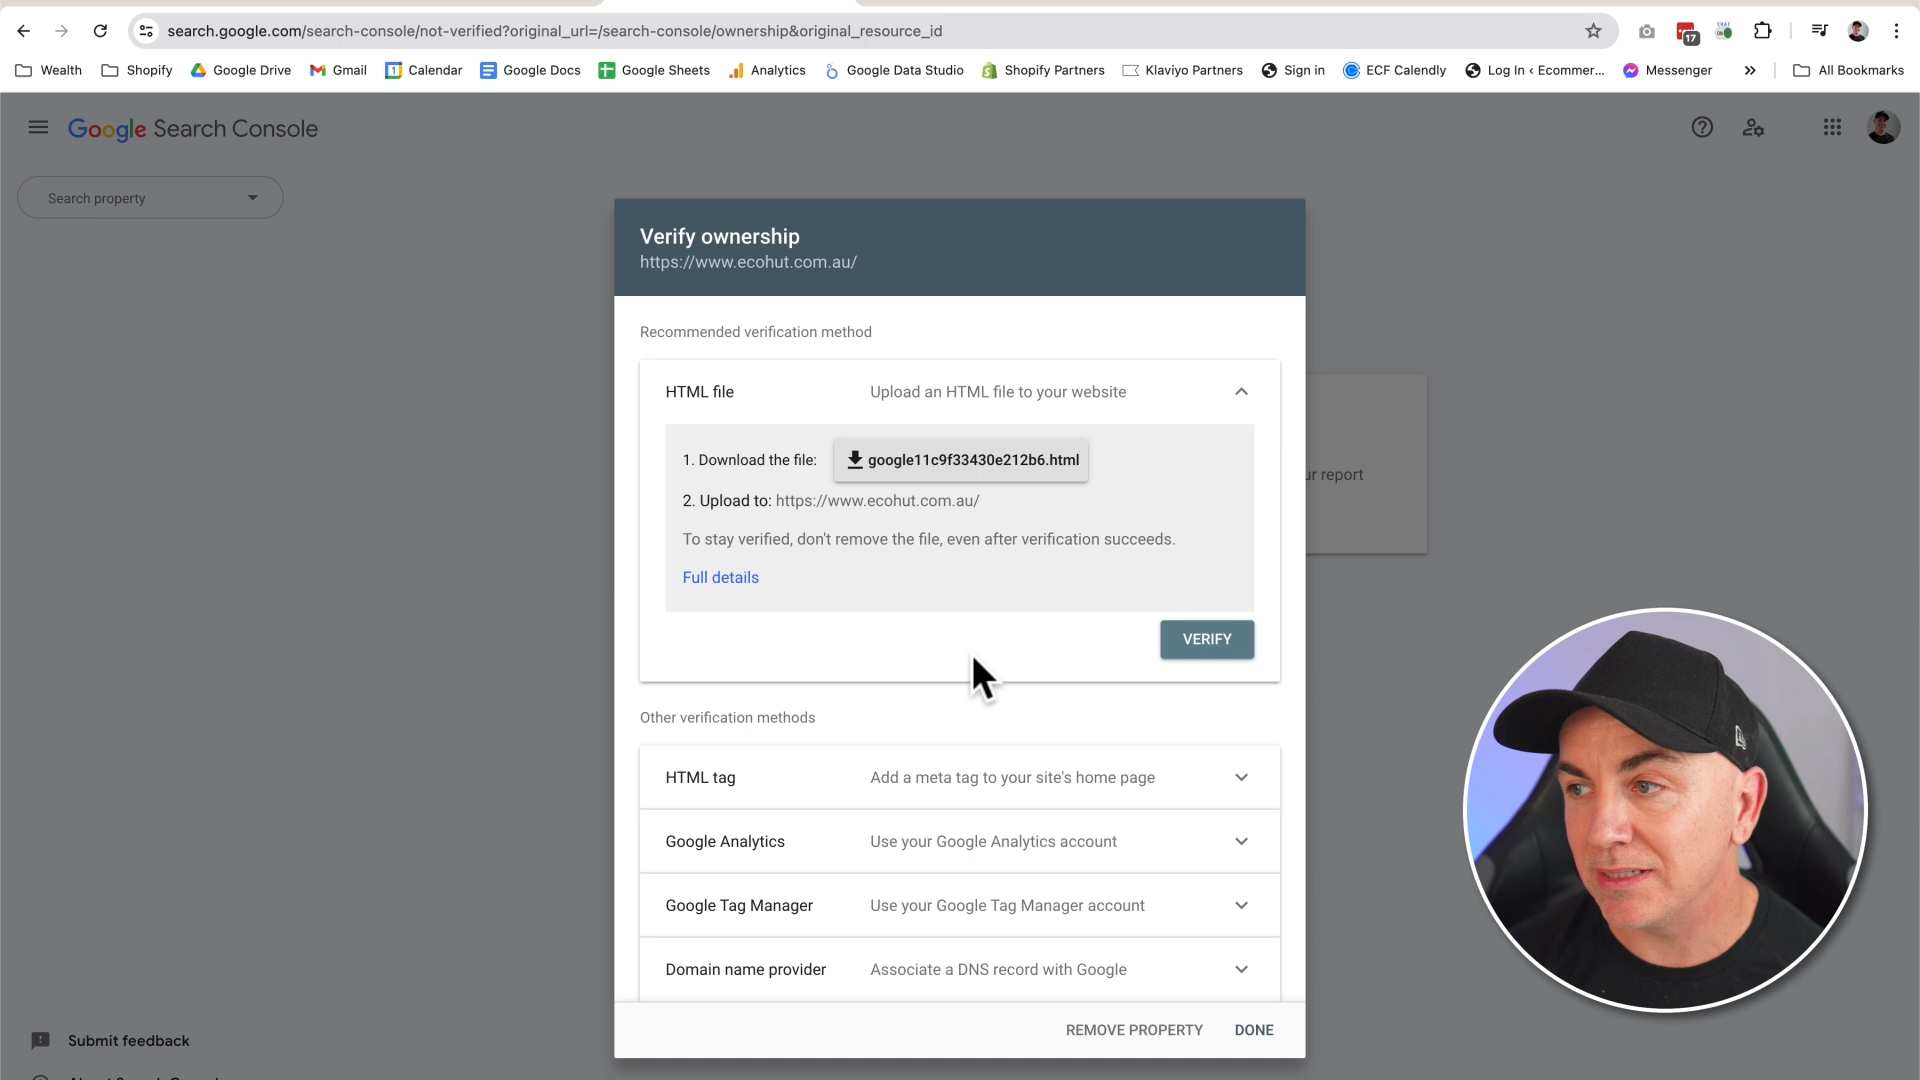 search.google.com/search-console/not-verified?original_url=/search-console/ownership&original_resource_id
17
CHAT
ON
Wealth
Shopify
Google Drive
Gmail
1
Calendar
Google Docs
Google Sheets
Analytics
Google Data Studio
Shopify Partners
Klaviyo Partners
Sign in
ECF Calendly
Log In ‹ Ecommer...
Messenger
All Bookmarks
Google Search Console
Search property
Verify ownership
https://www.ecohut.com.au/
Recommended verification method
HTML file
Upload an HTML file to your website
1. Download the file:
google11c9f33430e212b6.html
2. Upload to: https://www.ecohut.com.au/
To stay verified, don't remove the file, even after verification succeeds.
Full details
VERIFY
ur report
Other verification methods
HTML tag
Add a meta tag to your site's home page
Google Analytics
Use your Google Analytics account
Google Tag Manager
Use your Google Tag Manager account
Domain name provider
Associate a DNS record with Google
REMOVE PROPERTY
DONE
Submit feedback